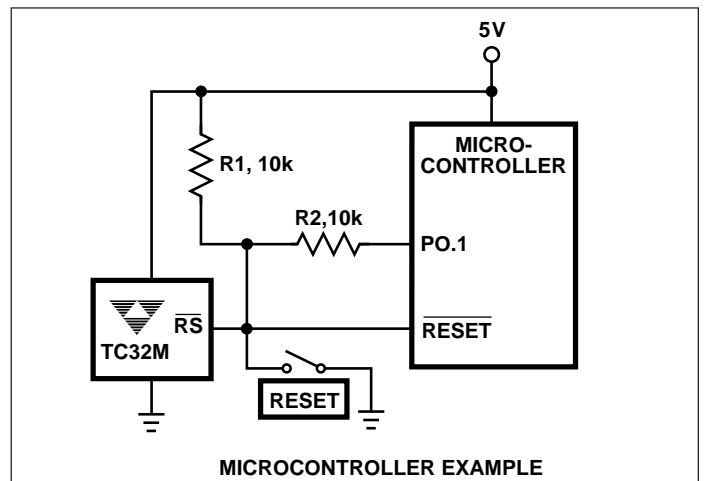 5V
MICRO-
CONTROLLER
R1, 10k
R2,10k
PO.1
RS
TC32M
RESET
RESET
MICROCONTROLLER EXAMPLE